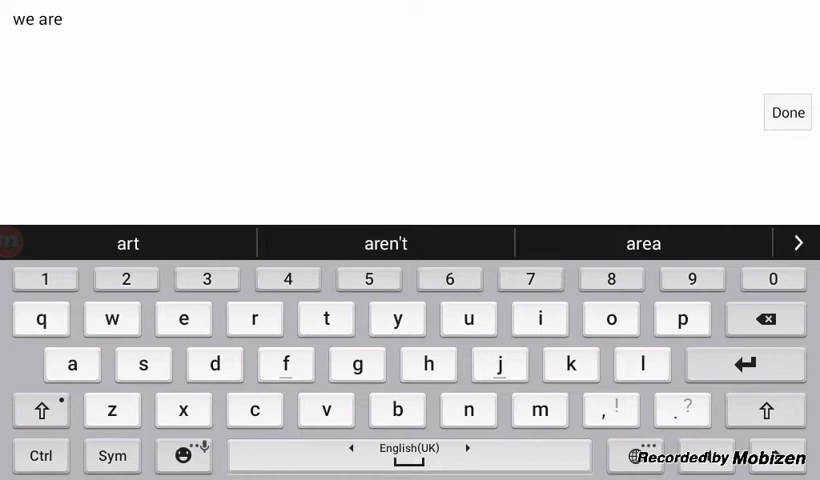 we are
Done
art aren't area >
1 2 3 4 5 6 7 8 9 0
q w e r t y u i o p
a s d f g h j k l
z x c v b n m , ! . ?
Ctrl Sym English(UK) Recorded by Mobizen